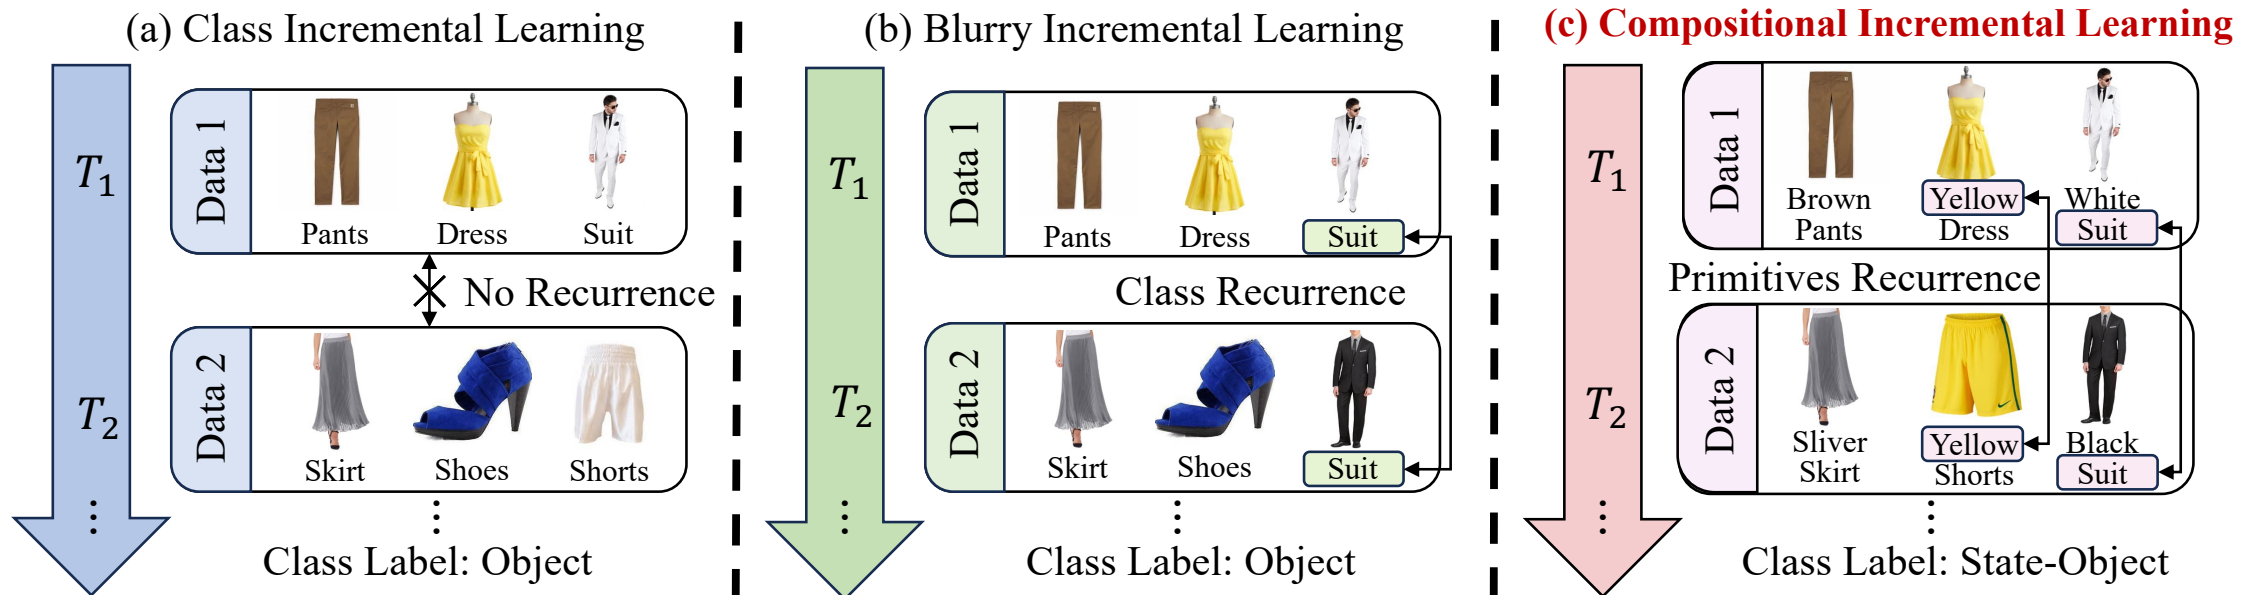 (a) Class Incremental Learning
T1
Data 1
Pants Dress Suit
No Recurrence
T2
Data 2
Skirt Shoes Shorts
⋮ ⋮
Class Label: Object
(b) Blurry Incremental Learning
T1
Data 1
Pants Dress Suit
Class Recurrence
T2
Data 2
Skirt Shoes Suit
⋮ ⋮
Class Label: Object
(c) Compositional Incremental Learning
T1
Data 1
Brown Yellow White
Pants Dress Suit
Primitives Recurrence
T2
Data 2
Sliver Yellow Black
Skirt Shorts Suit
⋮ ⋮
Class Label: State-Object